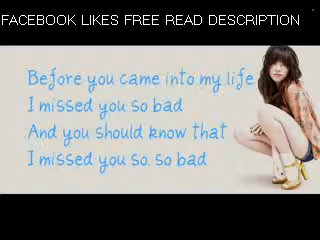 FACEBOOK LIKES FREE READ DESCRIPTION
Before you came into my life
I missed you so bad
And you should know that
I missed you so, so bad